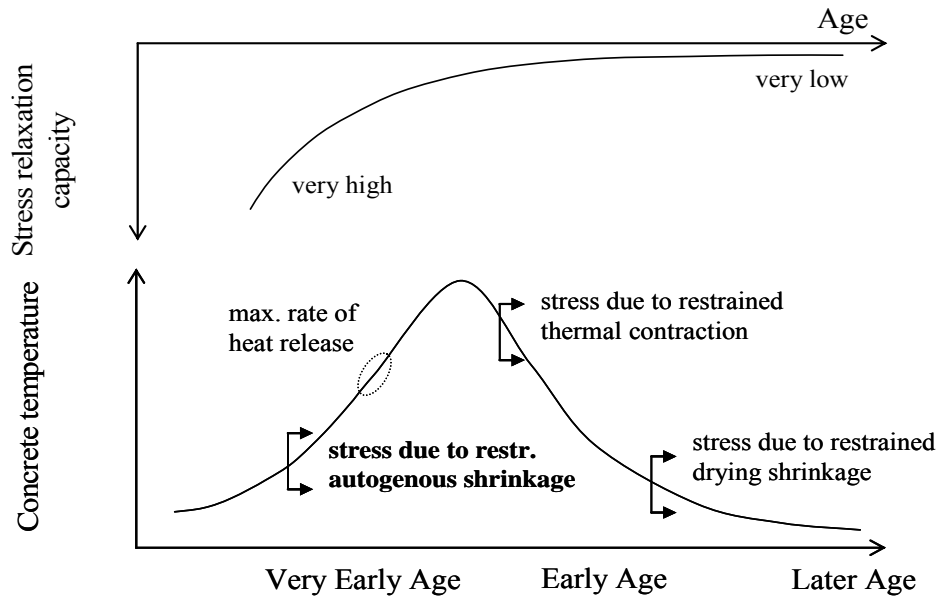 Age
Stress relaxation
capacity
very low
very high
Concrete temperature
max. rate of
heat release
stress due to restrained
thermal contraction
stress due to restr.
autogenous shrinkage
stress due to restrained
drying shrinkage
Very Early Age
Early Age
Later Age